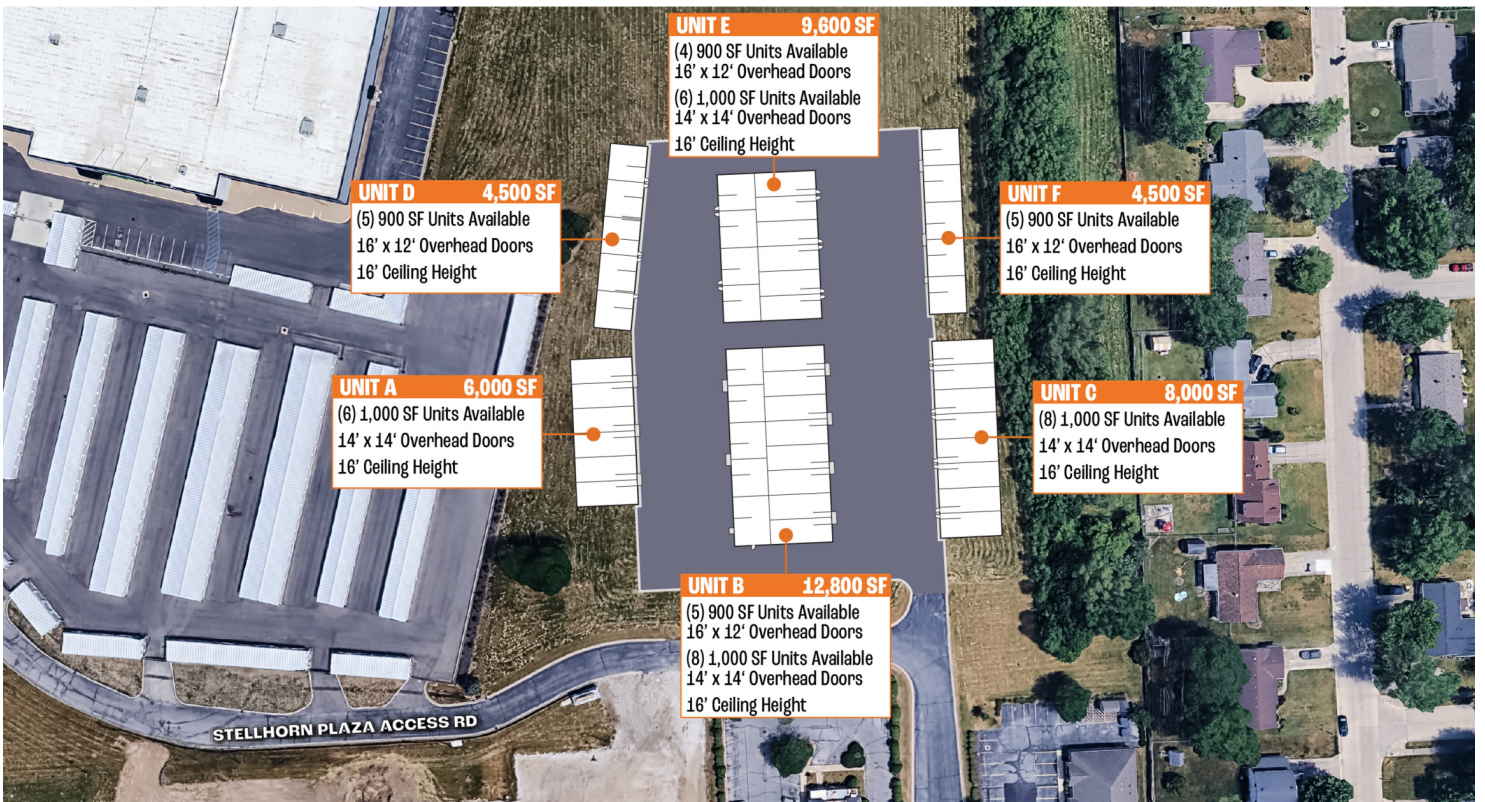 UNIT E 9,600 SF
(4) 900 SF Units Available
16' x 12' Overhead Doors
(6) 1,000 SF Units Available
14' x 14' Overhead Doors
16' Ceiling Height
UNIT D 4,500 SF
(5) 900 SF Units Available
16' x 12' Overhead Doors
16' Ceiling Height
UNIT F 4,500 SF
(5) 900 SF Units Available
16' x 12' Overhead Doors
16' Ceiling Height
UNIT A 6,000 SF
(6) 1,000 SF Units Available
14' x 14' Overhead Doors
16' Ceiling Height
UNIT C 8,000 SF
(8) 1,000 SF Units Available
14' x 14' Overhead Doors
16' Ceiling Height
UNIT B 12,800 SF
(5) 900 SF Units Available
16' x 12' Overhead Doors
(8) 1,000 SF Units Available
14' x 14' Overhead Doors
16' Ceiling Height
STELLHORN PLAZA ACCESS RD